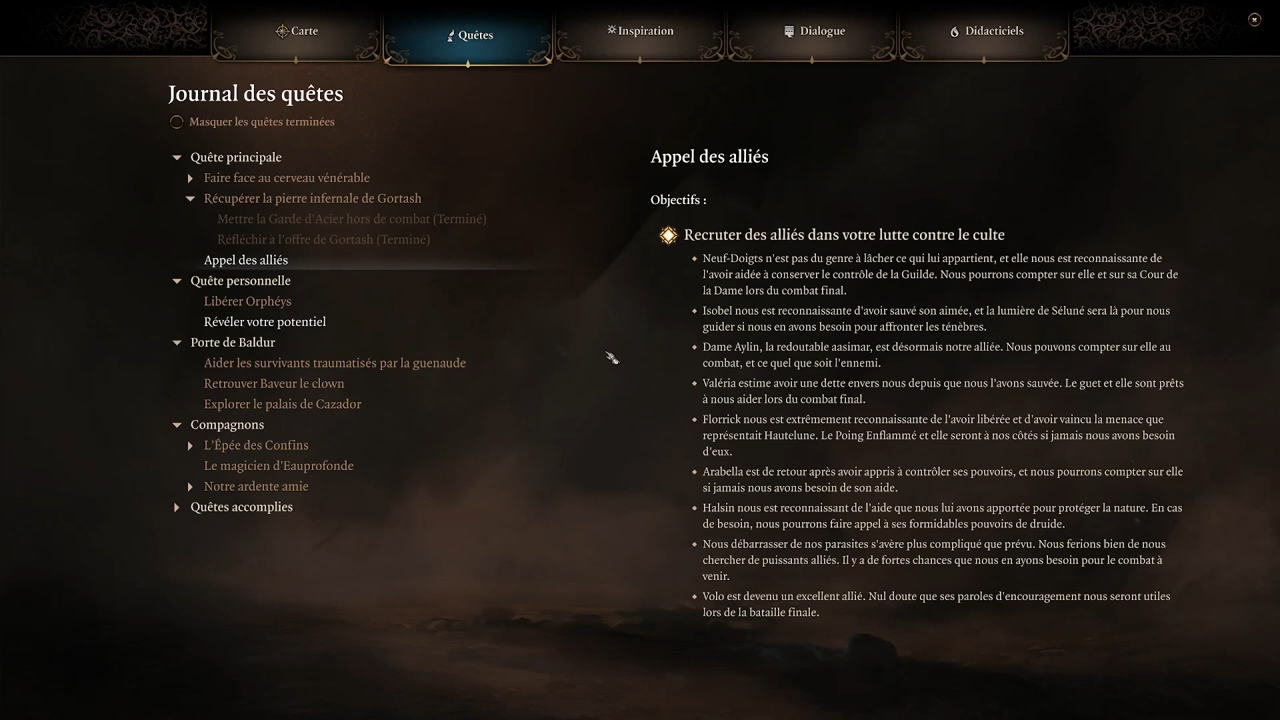 Carte
Quêtes
Inspiration
Dialogue
Didacticiels
Journal des quêtes
Masquer les quêtes terminées
Quête principale
Faire face au cerveau vénérable
Récupérer la pierre infernale de Gortash
Mettre la Garde d'Acier hors de combat (Terminé)
Réfléchir à l'offre de Gortash (Terminé)
Appel des alliés
Quête personnelle
Libérer Orphéys
Révéler votre potentiel
Porte de Baldur
Aider les survivants traumatisés par la guenaude
Retrouver Baveur le clown
Explorer le palais de Cazador
Compagnons
L'Épée des Confins
Le magicien d'Eauprofonde
Notre ardente amie
Quêtes accomplies
Appel des alliés
Objectifs :
Recruter des alliés dans votre lutte contre le culte
Neuf-Doigts n'est pas du genre à lâcher ce qui lui appartient, et elle nous est reconnaissante de
l'avoir aidée à conserver le contrôle de la Guilde. Nous pourrons compter sur elle et sur sa Cour de
la Dame lors du combat final.
Isobel nous est reconnaissante d'avoir sauvé son aimée, et la lumière de Séluné sera là pour nous
guider si nous en avons besoin pour affronter les ténèbres.
Dame Aylin, la redoutable aasimar, est désormais notre alliée. Nous pouvons compter sur elle au
combat, et ce quel que soit l'ennemi.
Valéria estime avoir une dette envers nous depuis que nous l'avons sauvée. Le guet et elle sont prêts
à nous aider lors du combat final.
Florrick nous est extrêmement reconnaissante de l'avoir libérée et d'avoir vaincu la menace que
représentait Hautelune. Le Poing Enflammé et elle seront à nos côtés si jamais nous avons besoin
d'eux.
Arabella est de retour après avoir appris à contrôler ses pouvoirs, et nous pourrons compter sur elle
si jamais nous avons besoin de son aide.
Halsin nous est reconnaissant de l'aide que nous lui avons apportée pour protéger la nature. En cas
de besoin, nous pourrons faire appel à ses formidables pouvoirs de druide.
Nous débarrasser de nos parasites s'avère plus compliqué que prévu. Nous ferions bien de nous
chercher de puissants alliés. Il y a de fortes chances que nous en ayons besoin pour le combat à
venir.
Volo est devenu un excellent allié. Nul doute que ses paroles d'encouragement nous seront utiles
lors de la bataille finale.